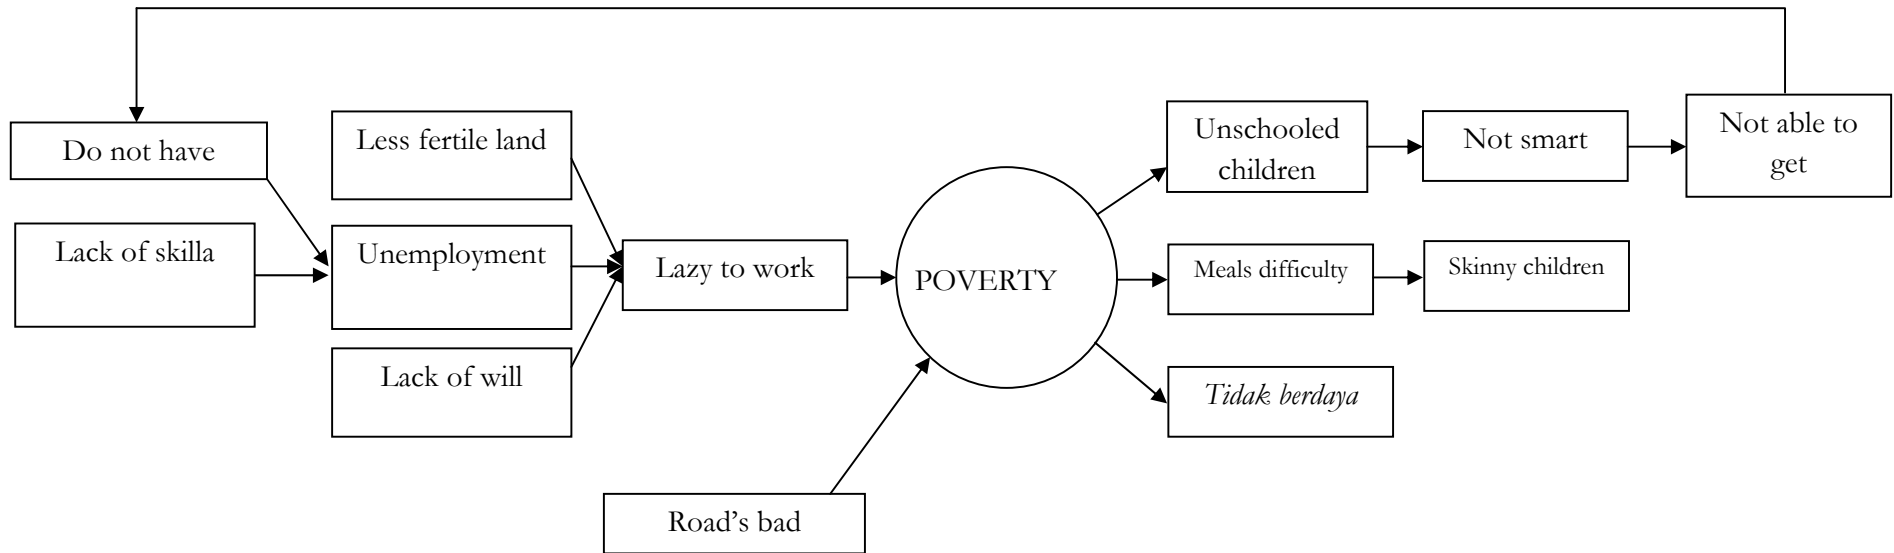 Do not have
Lack of skilla
Less fertile land
Unemployment
Lack of will
Lazy to work
Road's bad
POVERTY
Unschooled
children
Not smart
Not able to
get
Meals difficulty
Skinny children
Tidak berdaya